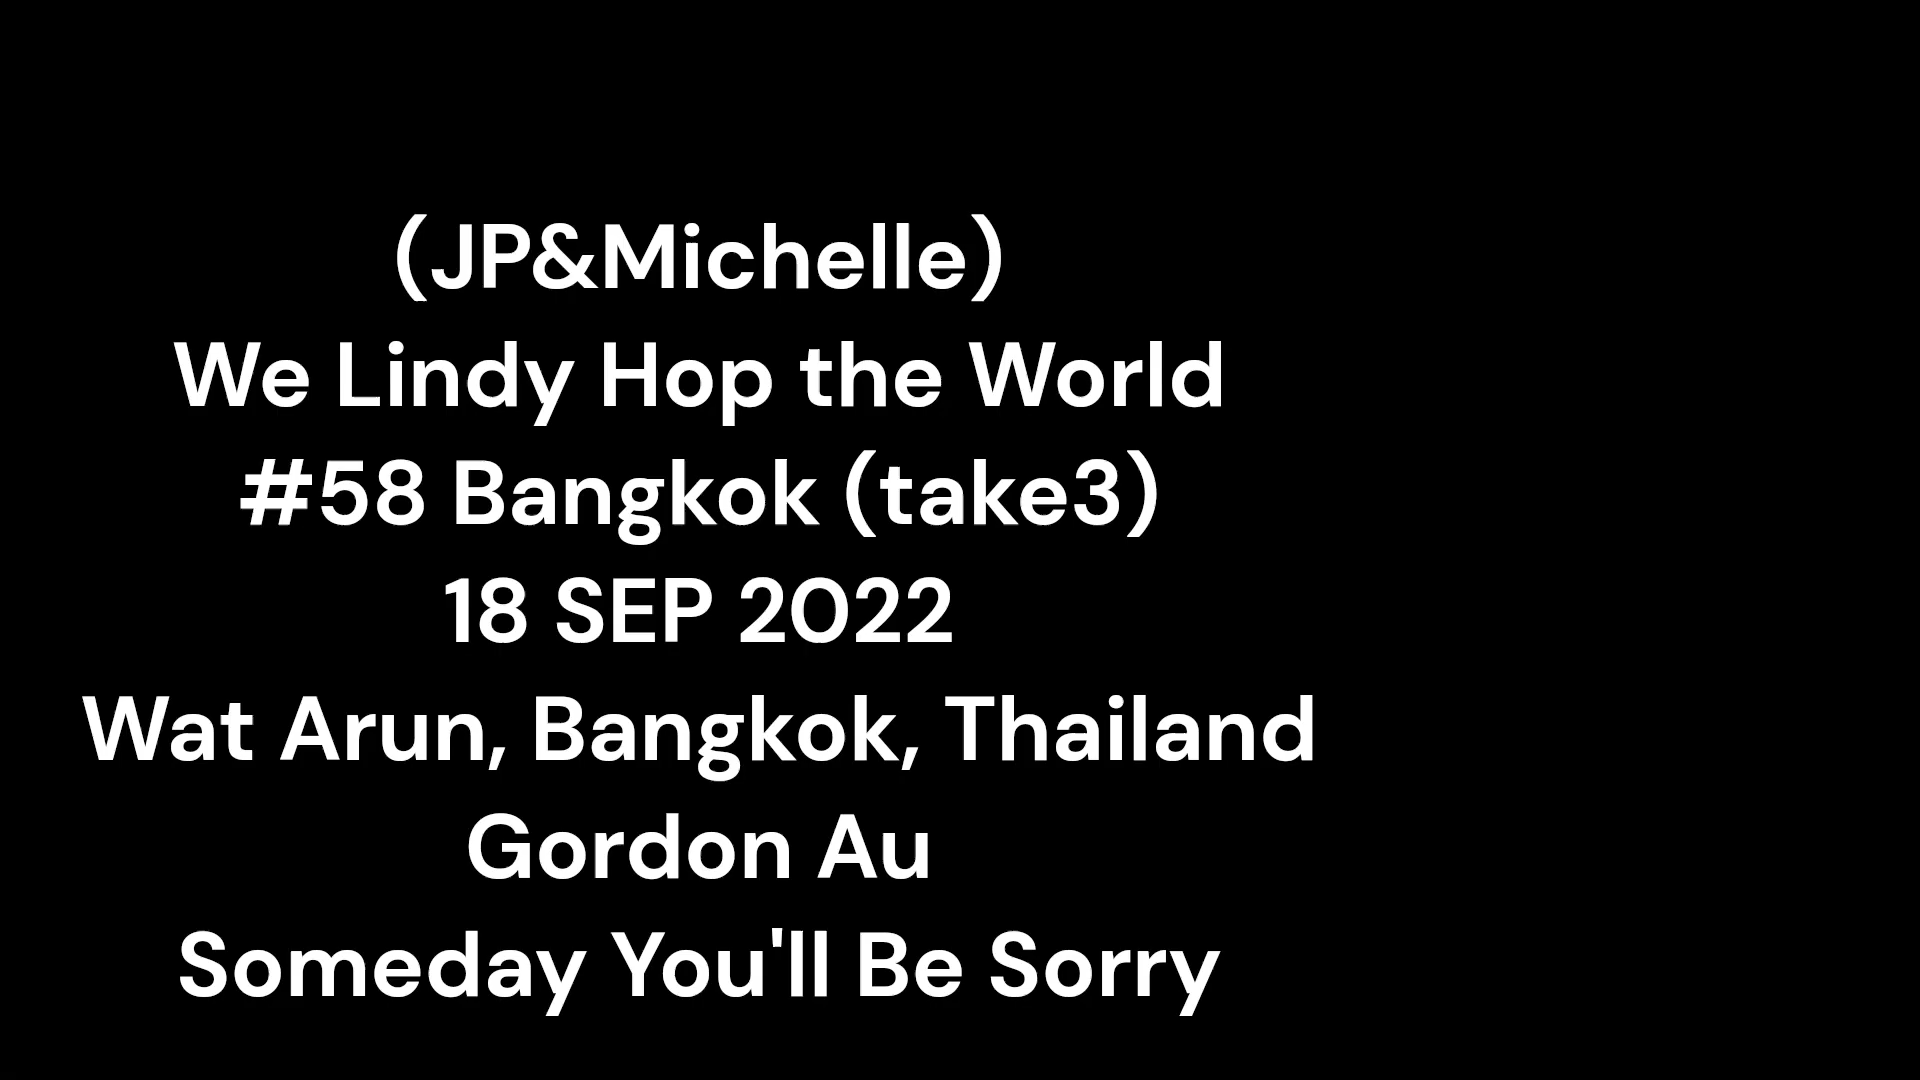 (JP&Michelle)
We Lindy Hop the World
#58 Bangkok (take3)
18 SEP 2022
Wat Arun, Bangkok, Thailand
Gordon Au
Someday You'll Be Sorry